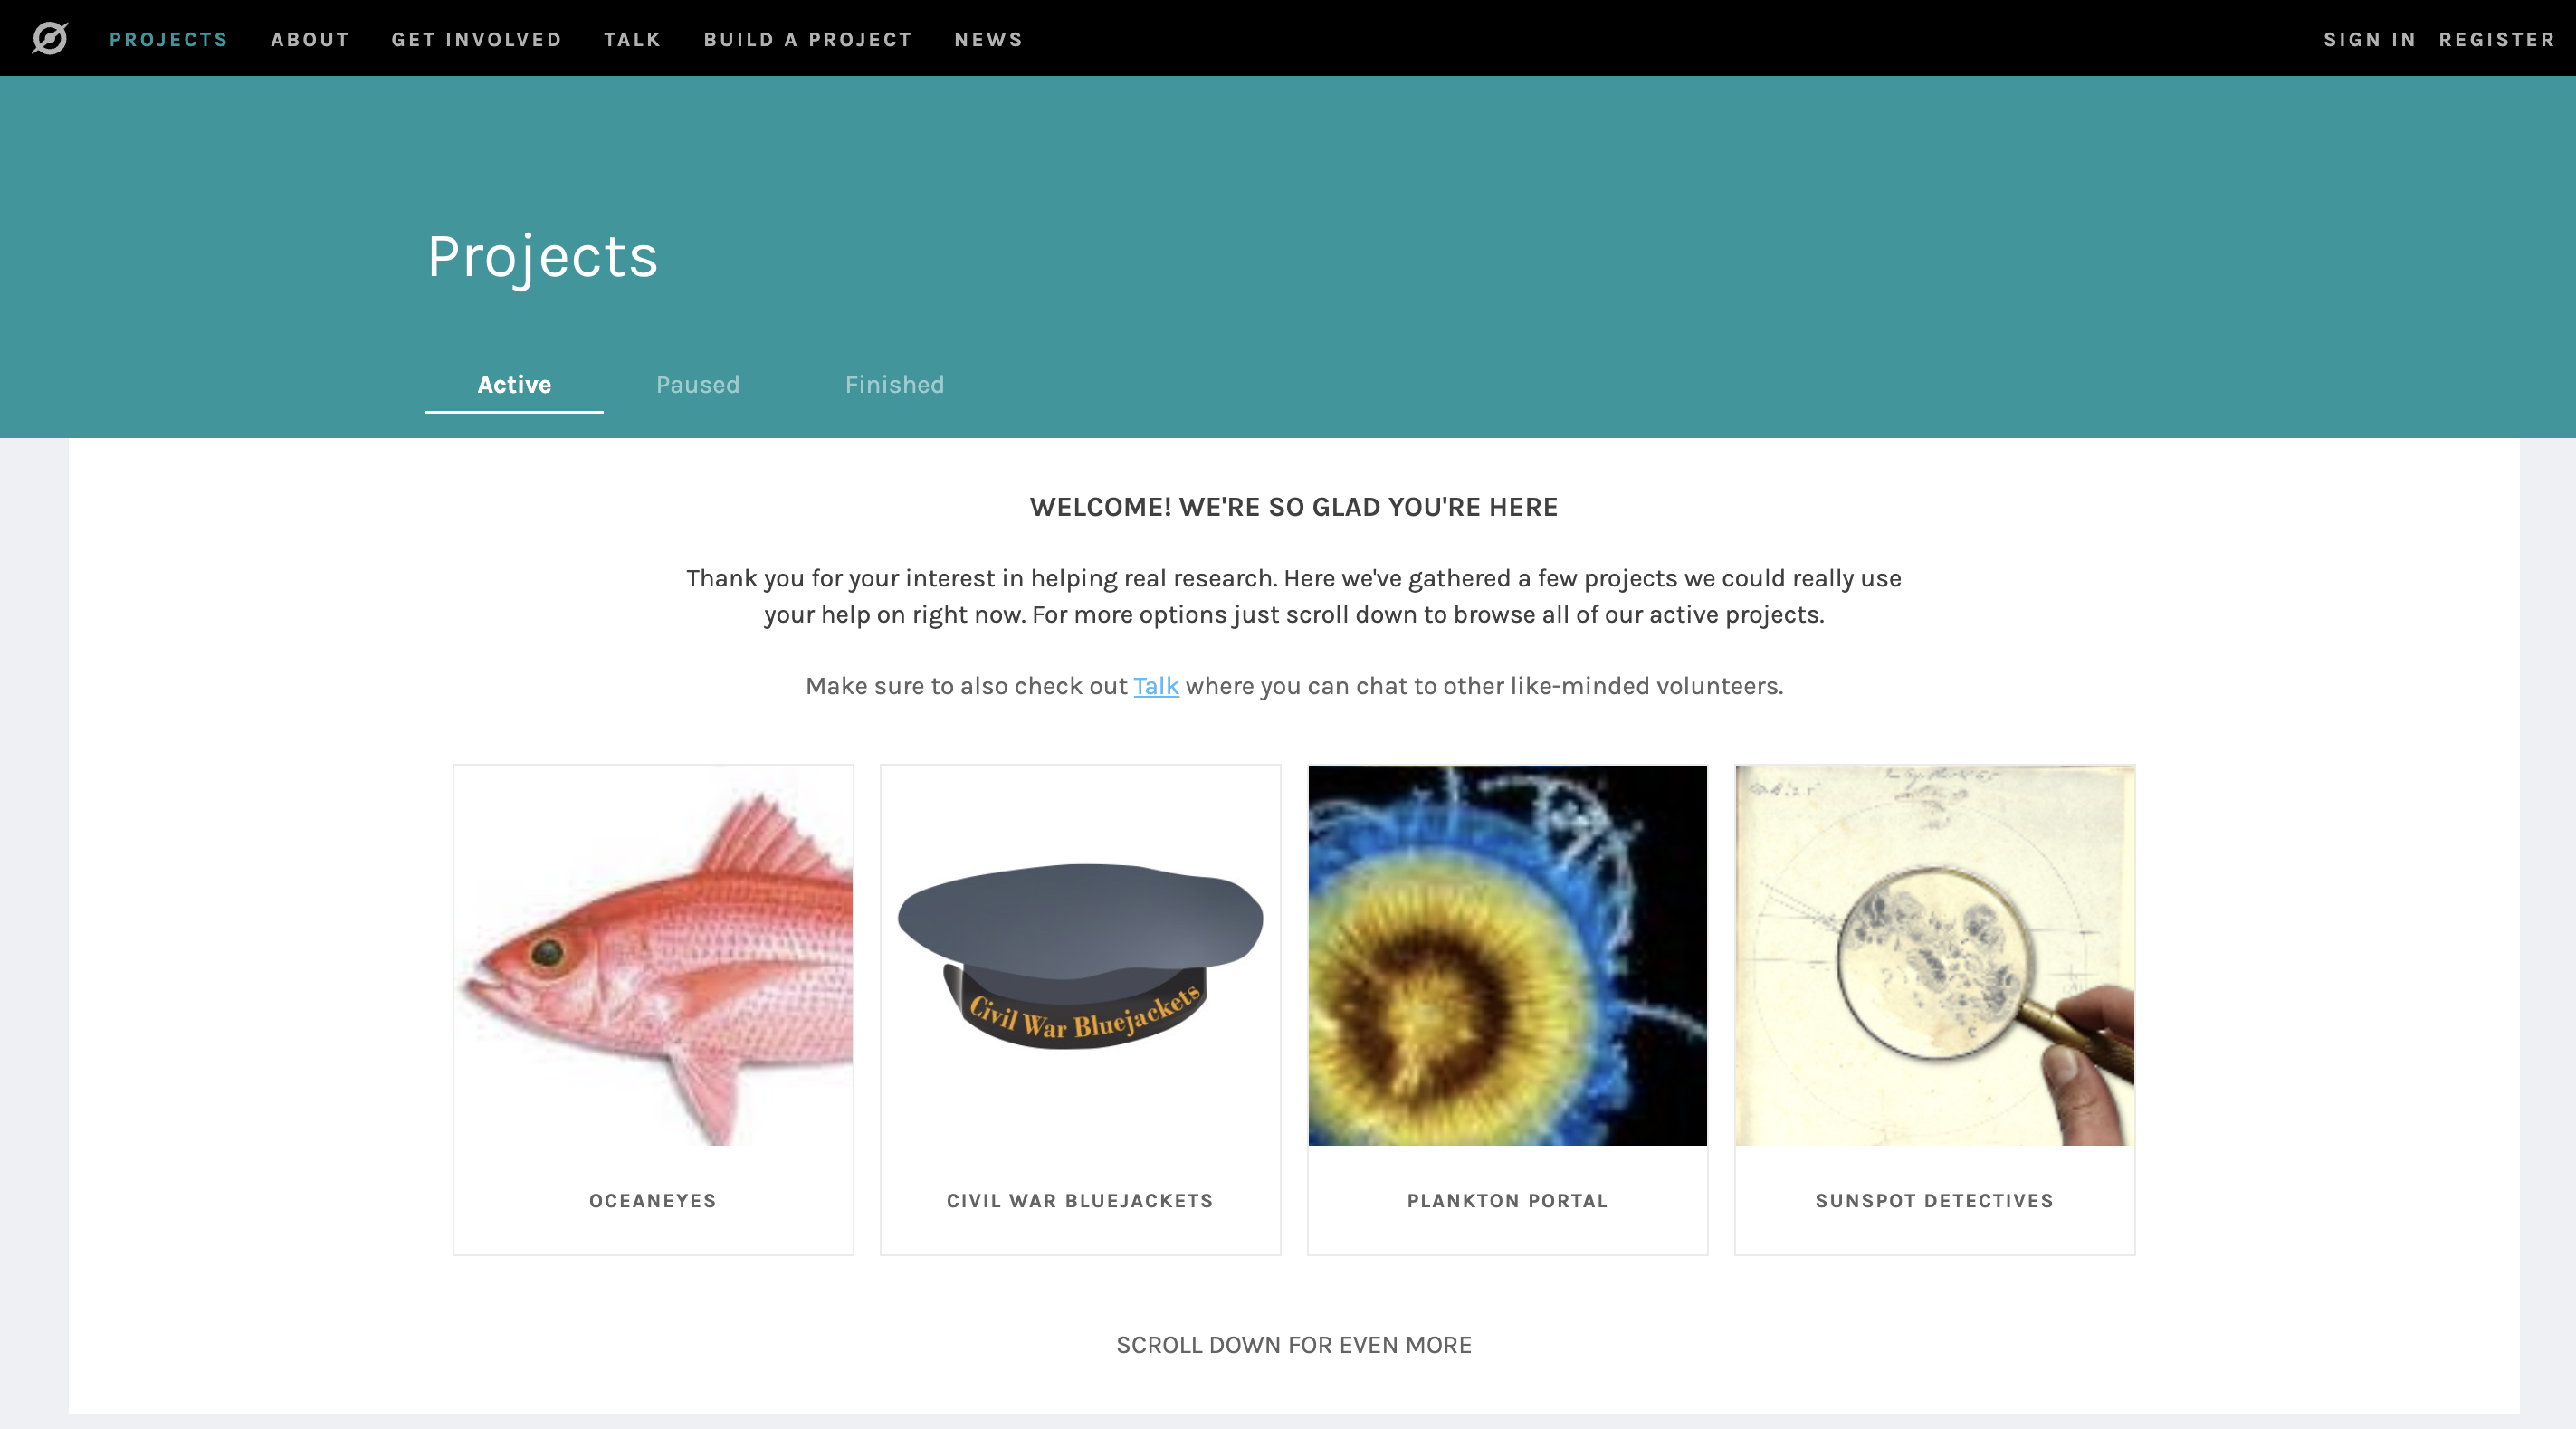 PROJECTS ABOUT GET INVOLVED TALK BUILD A PROJECT NEWS SIGN IN REGISTER
Projects
Active Paused Finished
WELCOME! WE'RE SO GLAD YOU'RE HERE
Thank you for your interest in helping real research. Here we've gathered a few projects we could really use
your help on right now. For more options just scroll down to browse all of our active projects.
Make sure to also check out Talk where you can chat to other like-minded volunteers.
Civil War Bluejackets
OCEANEYES
CIVIL WAR BLUEJACKETS
PLANKTON PORTAL
SUNSPOT DETECTIVES
SCROLL DOWN FOR EVEN MORE